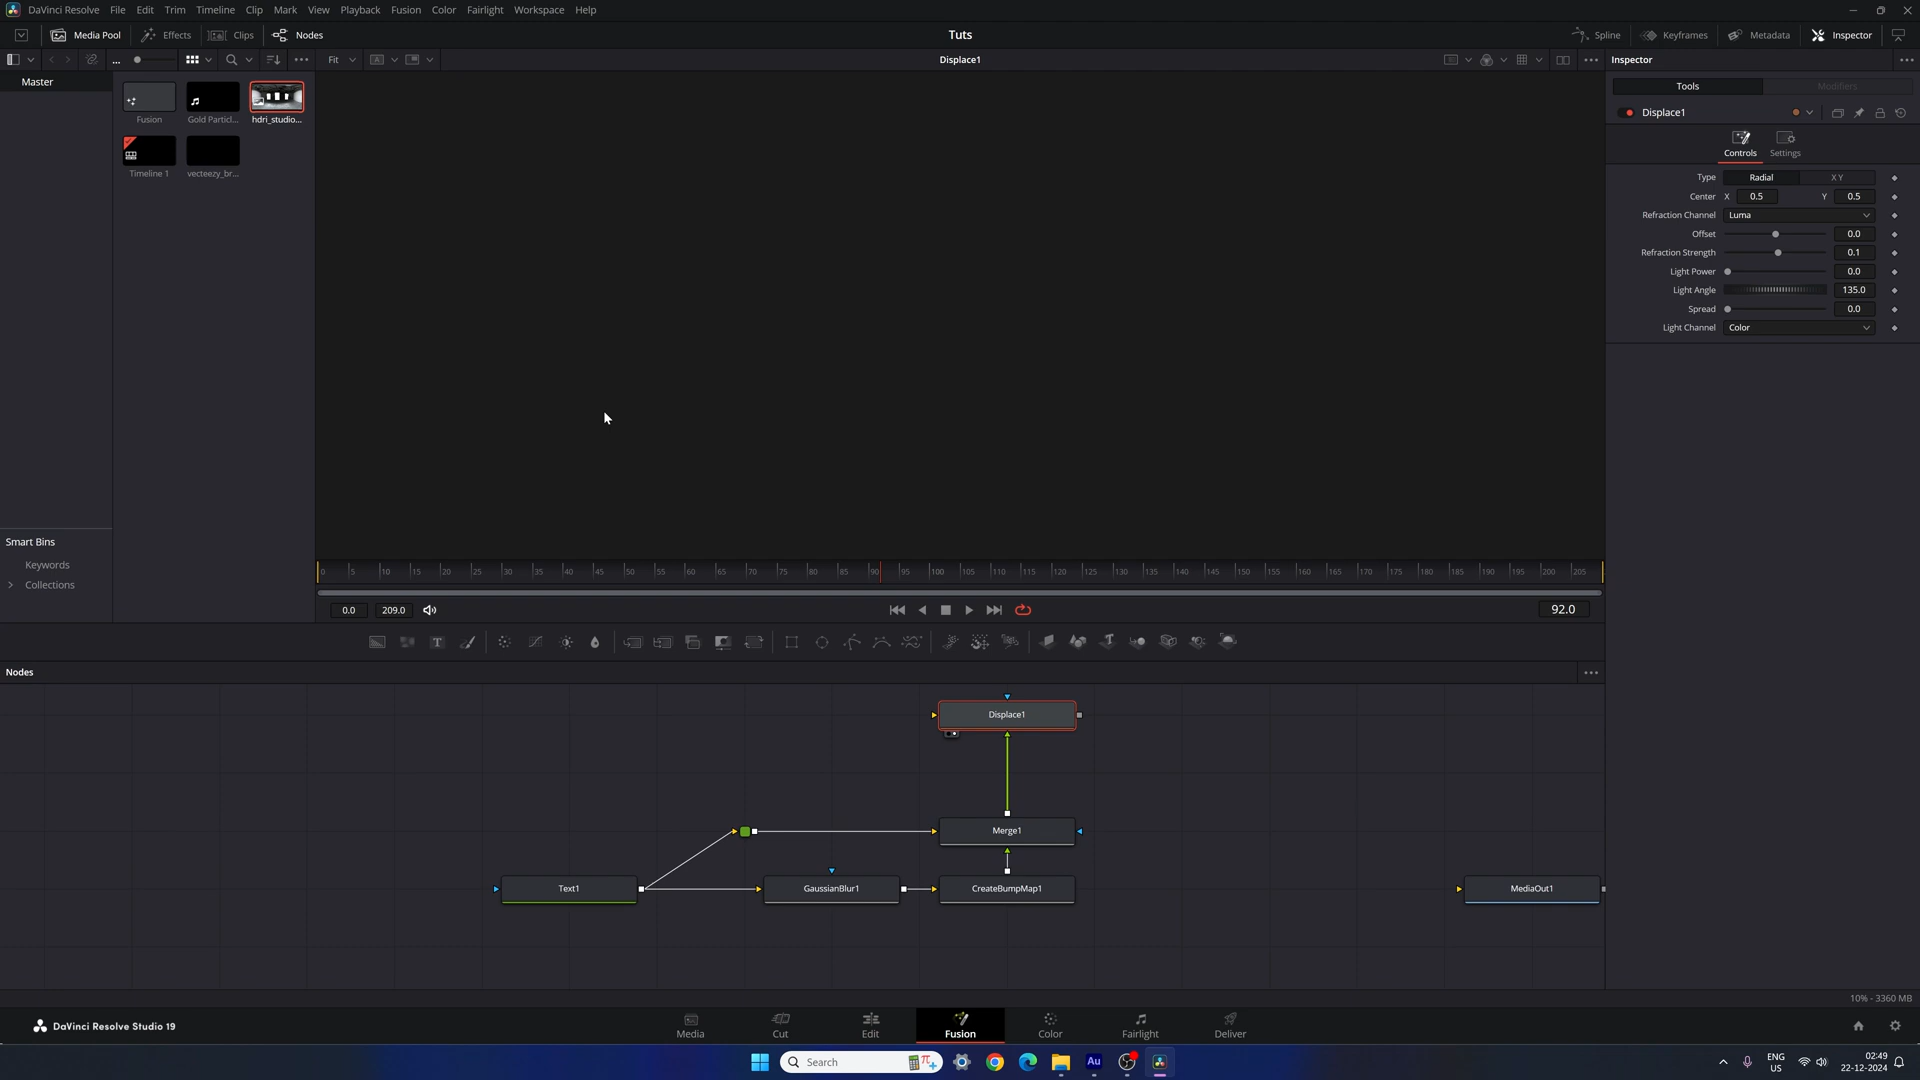 DaVinci Resolve File Edit Trim Timeline Clip Mark View Playback Fusion Color Fairlight Displace Workspace Help
Media Pool Effects Clips Nodes Tuts Spline Keyframes Metadata Inspector
... Fit Displace1 Inspector
Master
Fusion Gold Particl... hdri_studio...
Timeline 1 vecteezy_br...
Tools Modifiers
Displace1
Controls Settings
Type Radial X Y
Center X 0.5 Y 0.5
Refraction Channel Luma
Offset 0.0
Refraction Strength 0.1
Light Power 0.0
Light Angle 135.0
Spread 0.0
Light Channel Color
Smart Bins
Keywords
Collections
0 5 10 15 20 25 30 35 40 45 50 55 60 65 70 75 80 85 90 95 100 105 110 115 120 125 130 135 140 145 150 155 160 165 170 175 180 185 190 195 200 205
0.0 209.0 92.0
Nodes
Displace1
Merge1
Text1 GaussianBlur1 CreateBumpMap1 MediaOut1
10% - 3360 MB
DaVinci Resolve Studio 19 Media Cut Edit Fusion Color Fairlight Deliver
Search Au ENG US 02:49 22-12-2024